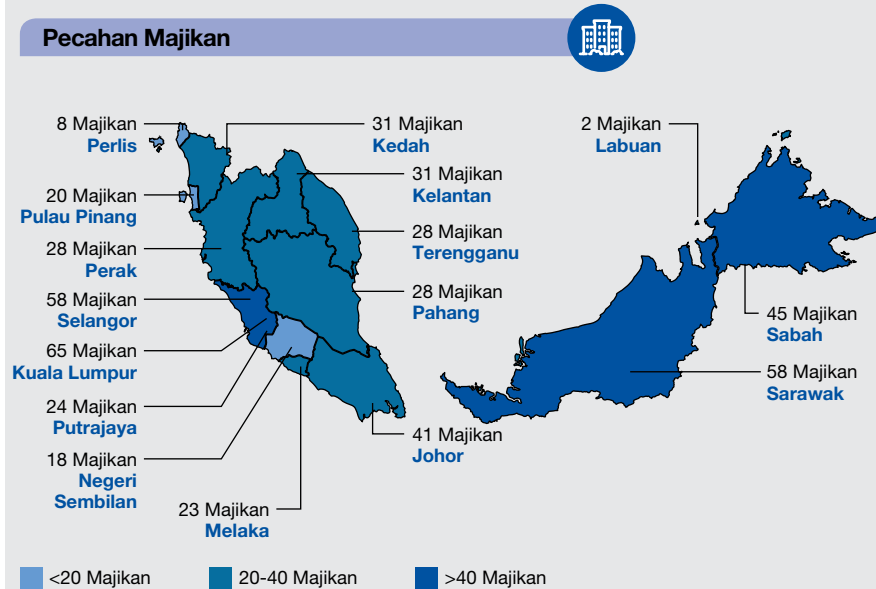 Pecahan Majikan
8 Majikan
Perlis
20 Majikan
Pulau Pinang
28 Majikan
Perak
58 Majikan
Selangor
65 Majikan
Kuala Lumpur
24 Majikan
Putrajaya
18 Majikan
Negeri
Sembilan
23 Majikan
Melaka
31 Majikan
Kedah
31 Majikan
Kelantan
28 Majikan
Terengganu
28 Majikan
Pahang
41 Majikan
Johor
2 Majikan
Labuan
45 Majikan
Sabah
58 Majikan
Sarawak
<20 Majikan
20-40 Majikan
>40 Majikan